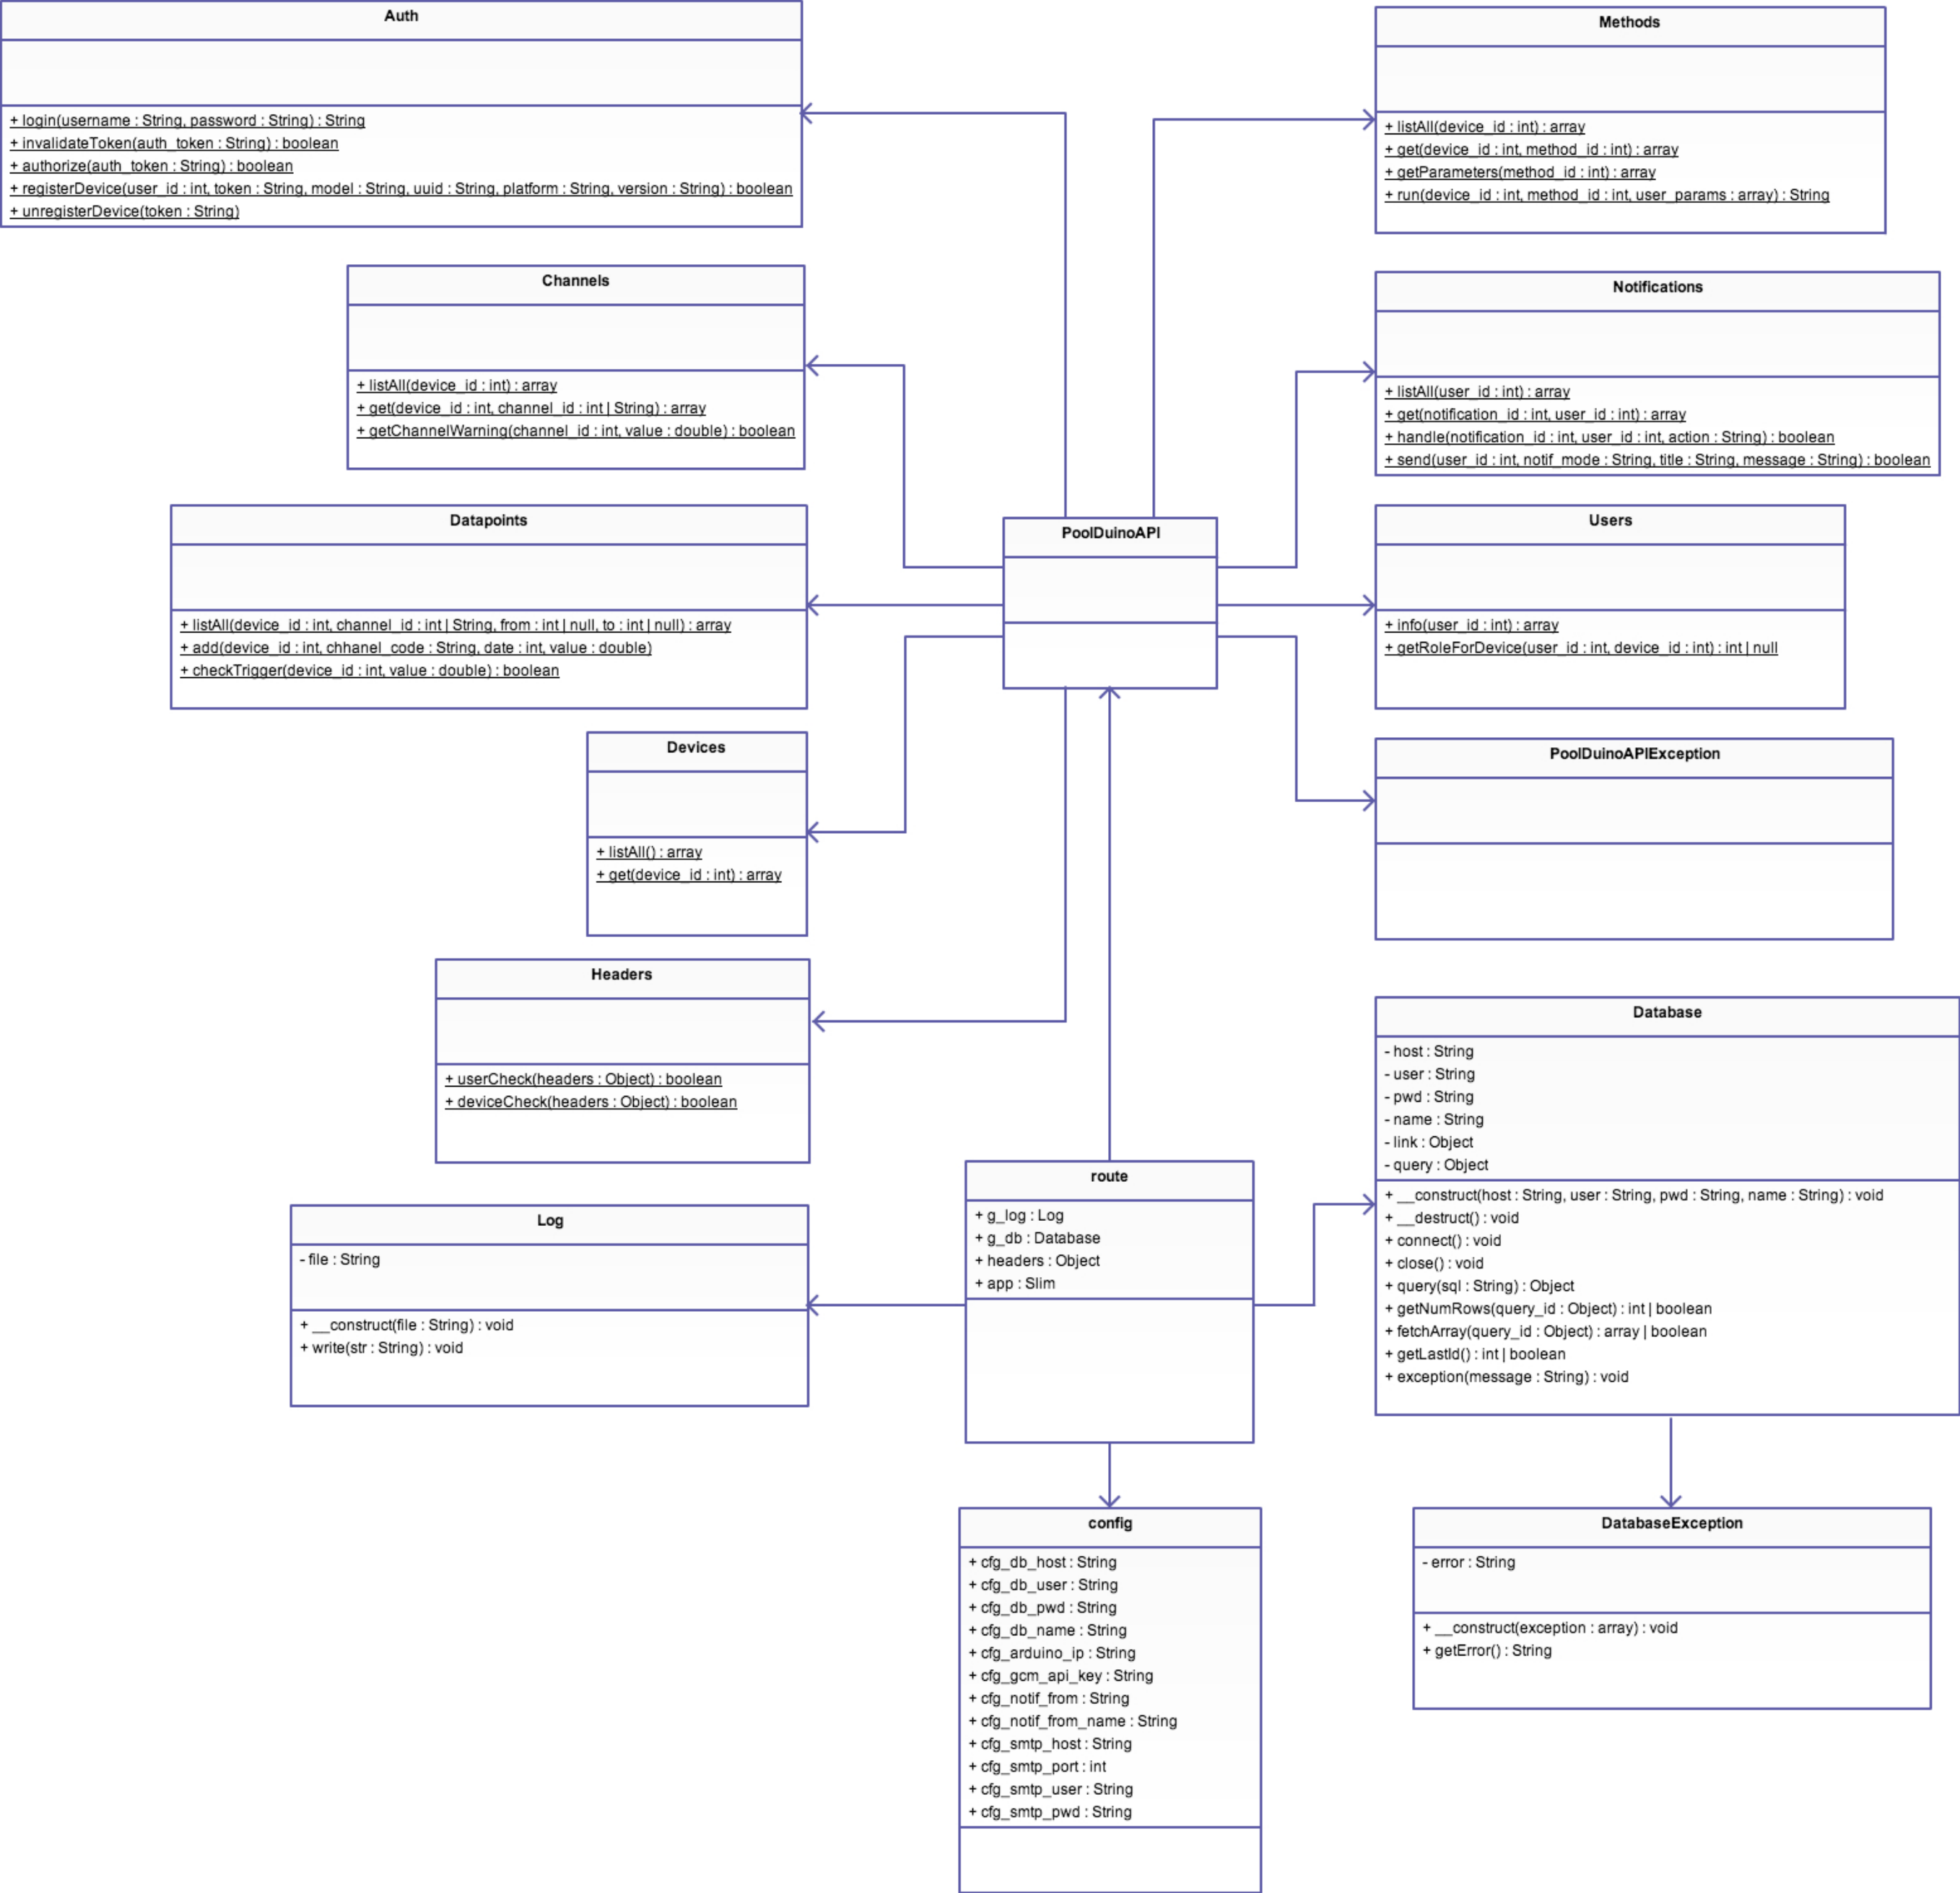 Auth
+ login(username : String, password : String) : String
+ invalidateToken(auth_token : String) : boolean
+ authorize(auth_token : String) : boolean
+ registerDevice(user_id : int, token : String, model : String, uuid : String, platform : String, version : String) : boolean
+ unregisterDevice(token : String)
Methods
+ listAll(device_id : int) : array
+ get(device_id : int, method_id : int) : array
+ getParameters(method_id : int) : array
+ run(device_id : int, method_id : int, user_params : array) : String
Channels
+ listAll(device_id : int) : array
+ get(device_id : int, channel_id : int | String) : array
+ getChannelWarning(channel_id : int, value : double) : boolean
Notifications
+ listAll(user_id : int) : array
+ get(notification_id : int, user_id : int) : array
+ handle(notification_id : int, user_id : int, action : String) : boolean
+ send(user_id : int, notif_mode : String, title : String, message : String) : boolean
Datapoints
+ listAll(device_id : int, channel_id : int | String, from : int | null, to : int | null) : array
+ add(device_id : int, chhanel_code : String, date : int, value : double)
+ checkTrigger(device_id : int, value : double) : boolean
PoolDuinoAPI
Users
+ info(user_id : int) : array
+ getRoleForDevice(user_id : int, device_id : int) : int | null
Devices
+ listAll() : array
+ get(device_id : int) : array
PoolDuinoAPIException
Headers
+ userCheck(headers : Object) : boolean
+ deviceCheck(headers : Object) : boolean
Database
- host : String
- user : String
- pwd : String
- name : String
- link : Object
- query : Object
+ __construct(host : String, user : String, pwd : String, name : String) : void
+ __destruct() : void
+ connect() : void
+ close() : void
+ query(sql : String) : Object
+ getNumRows(query_id : Object) : int | boolean
+ fetchArray(query_id : Object) : array | boolean
+ getLastId() : int | boolean
+ exception(message : String) : void
route
+ g_log : Log
+ g_db : Database
+ headers : Object
+ app : Slim
Log
- file : String
+ __construct(file : String) : void
+ write(str : String) : void
config
+ cfg_db_host : String
+ cfg_db_user : String
+ cfg_db_pwd : String
+ cfg_db_name : String
+ cfg_arduino_ip : String
+ cfg_gcm_api_key : String
+ cfg_notif_from : String
+ cfg_notif_from_name : String
+ cfg_smtp_host : String
+ cfg_smtp_port : int
+ cfg_smtp_user : String
+ cfg_smtp_pwd : String
DatabaseException
- error : String
+ __construct(exception : array) : void
+ getError() : String